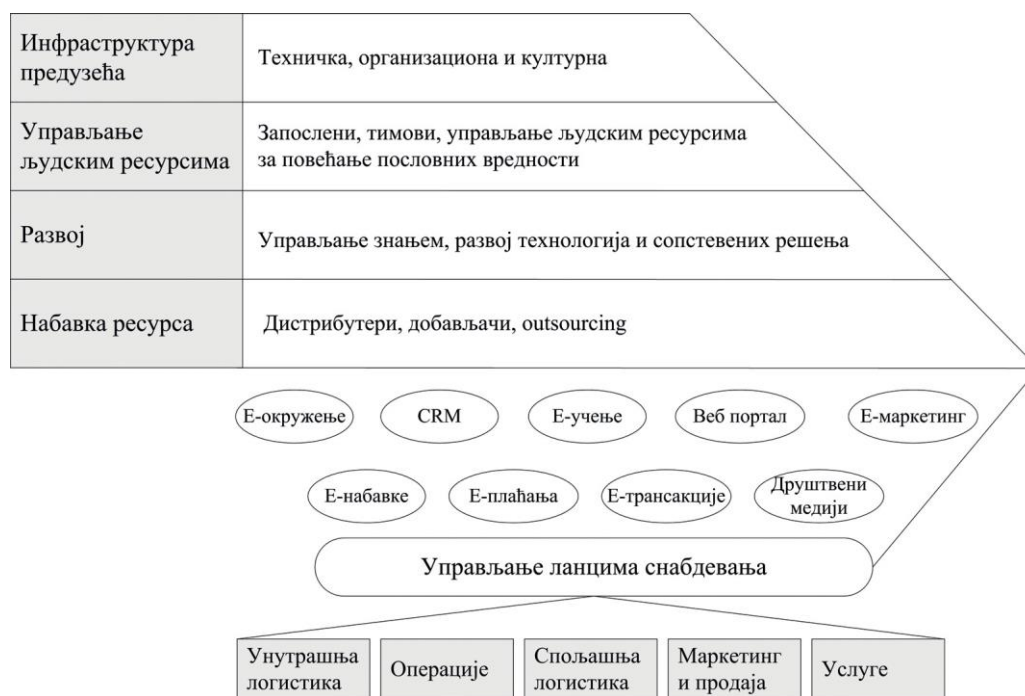 Инфраструктура
предузећа
Техничка, организациона и културна
Управљање
људским ресурсима
Запослени, тимови, управљање људским ресурсима
за повећање пословних вредности
Развој
Управљање знањем, развој технологија и сопстевених решења
Набавка ресурса
Дистрибутери, добављачи, outsourcing
Е-окружење
CRM
Е-учење
Веб портал
Е-маркетинг
Е-набавке
Е-плаћања
Е-трансакције
Друштвени
медији
Управљање ланцима снабдевања
Унутрашња
логистика
Операције
Спољашња
логистика
Маркетинг
и продаја
Услуге